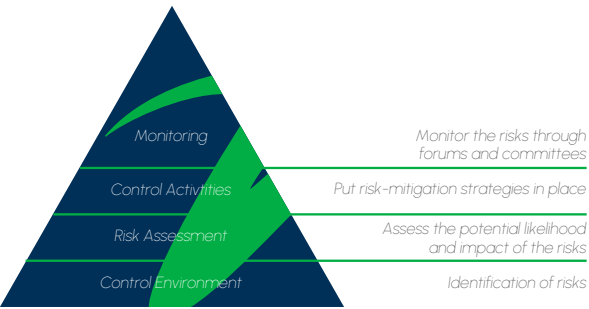 Monitoring
Monitor the risks through
forums and committees
Control Activtities
Put risk-mitigation strategies in place
Risk Assessment
Assess the potential likelihood
and impact of the risks
Control Environment
Identification of risks